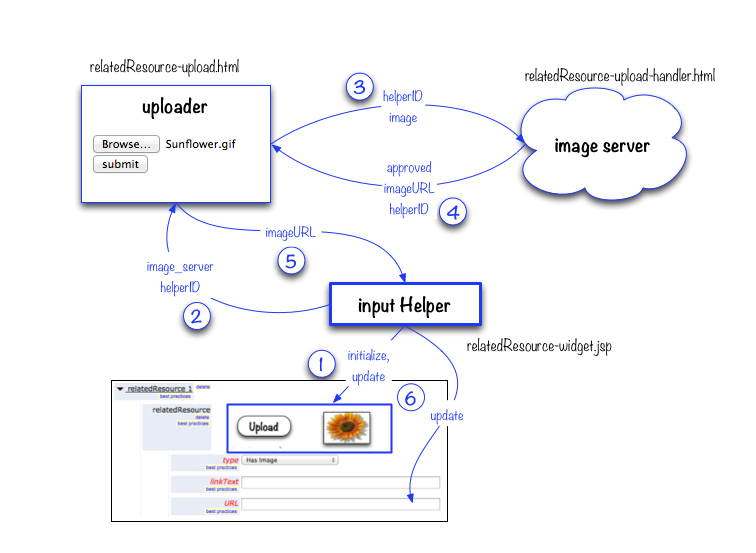 relatedResource-upload.html
relatedResource-upload-handler.html
uploader
Browse... Sunflower.gif
submit
3
helperID
image
image server
approved
imageURL
helperID
4
imageURL
5
image_server
helperID
2
input Helper
relatedResource-widget.jsp
1
initialize,
update
6
update
relatedResource 1 delete
best practices
relatedResource
delete
best practices
Upload
type Has Image
best practices
linkText
best practices
URL
best practices